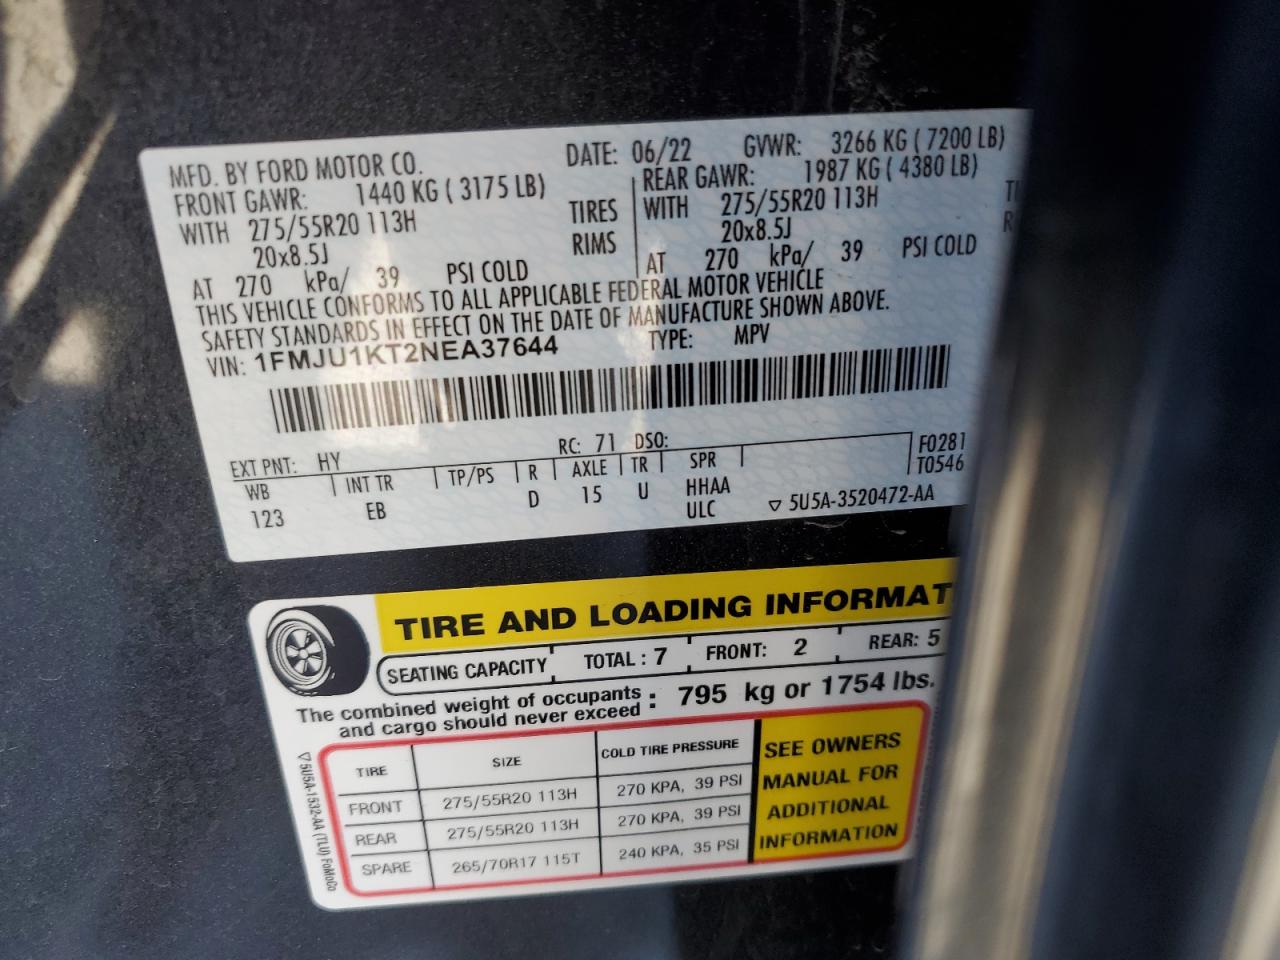 MFD. BY FORD MOTOR CO. DATE: 06/22 GVWR: 3266 KG ( 7200 LB)
FRONT GAWR: 1440 KG ( 3175 LB) REAR GAWR: 1987 KG ( 4380 LB)
WITH 275/55R20 113H TIRES WITH 275/55R20 113H
20x8.5J RIMS 20x8.5J
AT 270 kPa/ 39 PSI COLD AT 270 kPa/ 39 PSI COLD
THIS VEHICLE CONFORMS TO ALL APPLICABLE FEDERAL MOTOR VEHICLE
SAFETY STANDARDS IN EFFECT ON THE DATE OF MANUFACTURE SHOWN ABOVE.
VIN: 1FMJU1KT2NEA37644 TYPE: MPV
EXT PNT: HY RC: 71 DSO: F0281
WB INT TR TP/PS R AXLE TR SPR T0546
123 EB D 15 U HHAA
ULC ▽ 5U5A-3520472-AA
TIRE AND LOADING INFORMAT
SEATING CAPACITY TOTAL : 7 FRONT: 2 REAR: 5
The combined weight of occupants
and cargo should never exceed : 795 kg or 1754 lbs.
TIRE SIZE COLD TIRE PRESSURE
FRONT 275/55R20 113H 270 KPA, 39 PSI
REAR 275/55R20 113H 270 KPA, 39 PSI
SPARE 265/70R17 115T 240 KPA, 35 PSI
SEE OWNERS
MANUAL FOR
ADDITIONAL
INFORMATION
▽ 5U5A-1532-AA (TLU) FoMoCo